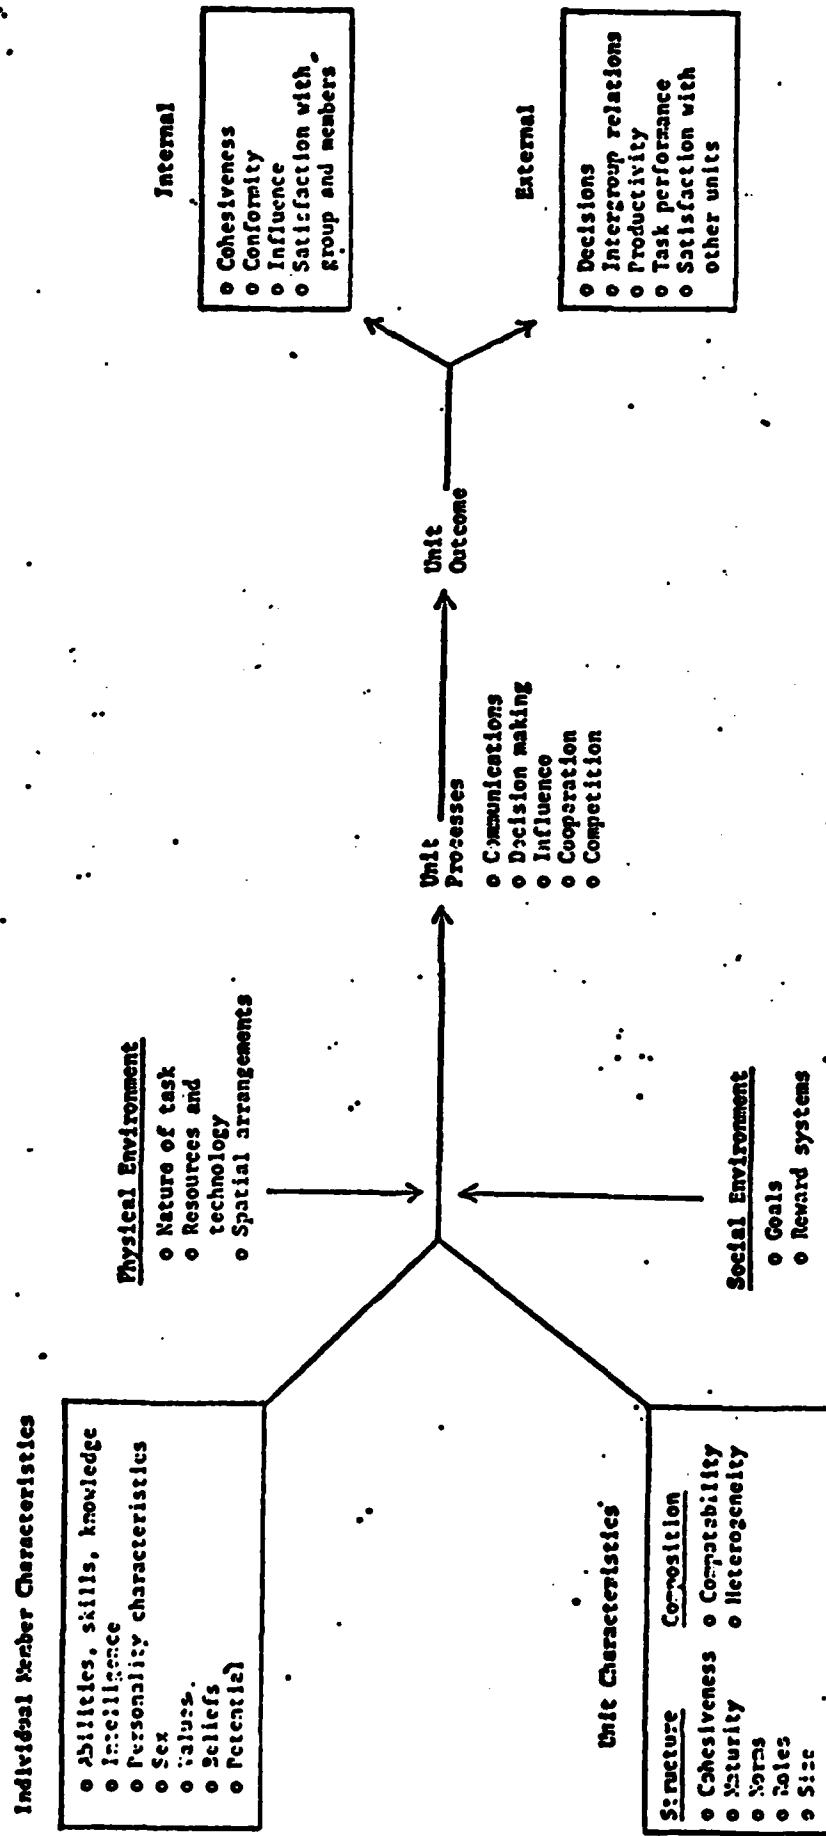 Individual Member Characteristics
o Abilities, skills, knowledge
o Intelligence
o Personality characteristics
o Sex
o Values.
o Beliefs
o Potential
Unit Characteristics
Structure
o Cohesiveness
o Maturity
o Norms
o Roles
o Size
Composition
o Compatability
o Heterogeneity
Physical Environment
o Nature of task
o Resources and
technology
o Spatial arrangements
Social Environment
o Goals
o Reward systems
Unit
Processes
o Communications
o Decision making
o Influence
o Cooperation
o Competition
Unit
Outcome
Internal
o Cohesiveness
o Conformity
o Influence
o Satisfaction with
group and members
External
o Decisions
o Intergroup relations
o Productivity
o Task performance
o Satisfaction with
other units